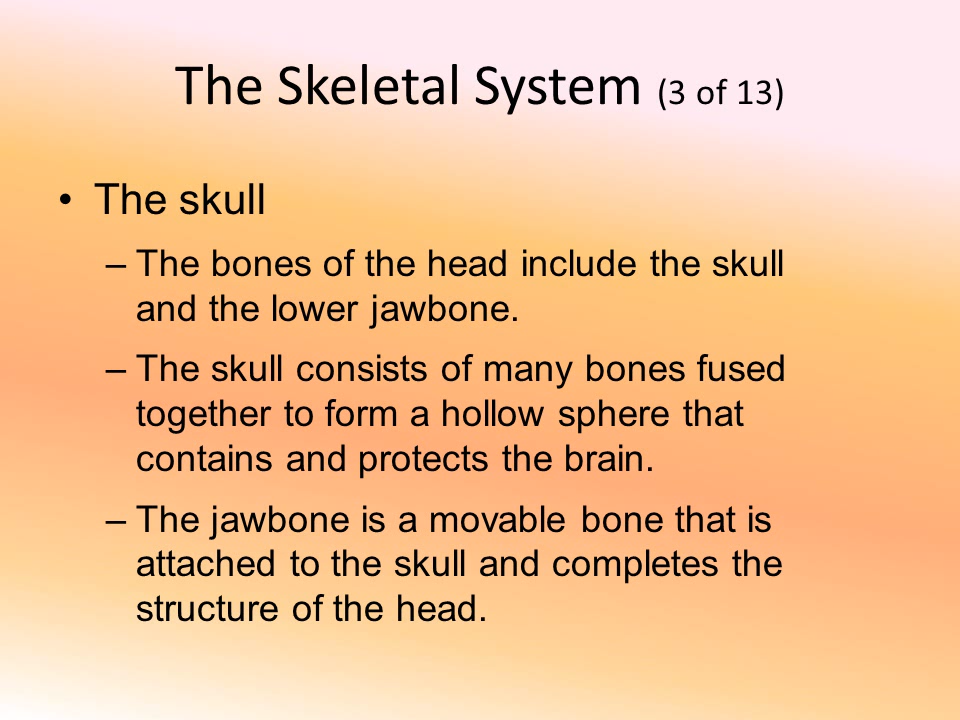 The Skeletal System (3 of 13)
• The skull
– The bones of the head include the skull
and the lower jawbone.
– The skull consists of many bones fused
together to form a hollow sphere that
contains and protects the brain.
– The jawbone is a movable bone that is
attached to the skull and completes the
structure of the head.